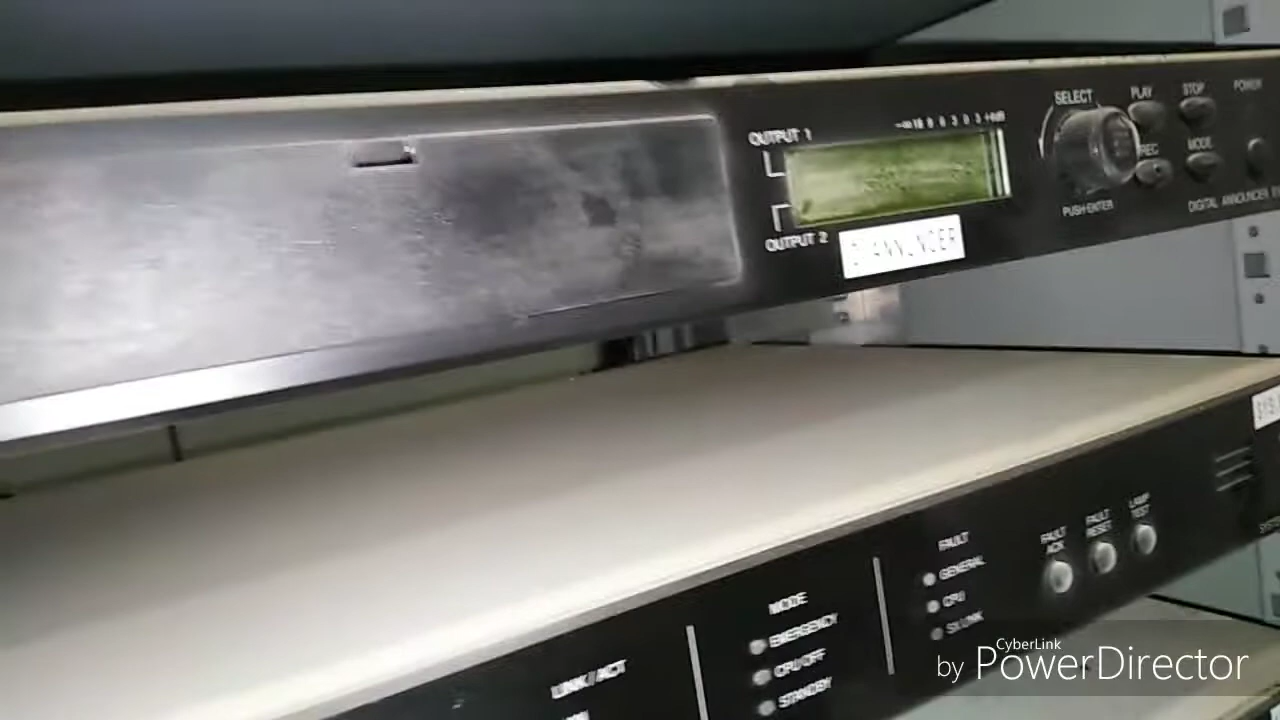 OUTPUT 1
SELECT
PLAY
STOP
POWER
REC
MODE
OUTPUT 2
PUSH-ENTER
DIGITAL ANNOUNCER
FAULT
GENERAL
CPU
SX LINK
FAULT
ACK
FAULT
RESET
LAMP
TEST
MODE
EMERGENCY
CPU OFF
STANDBY
LINK / ACT
CyberLink
by PowerDirector